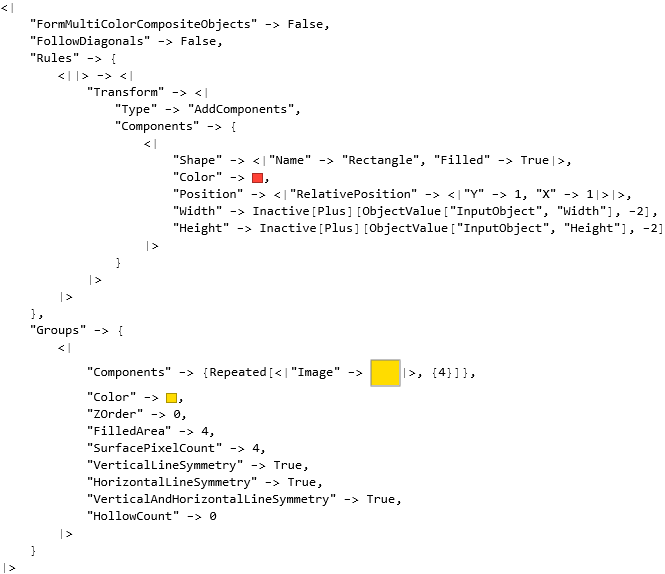 <|
"FormMultiColorCompositeObjects" -> False,
"FollowDiagonals" -> False,
"Rules" -> {
<||> -> <|
"Transform" -> <|
"Type" -> "AddComponents",
"Components" -> {
<|
"Shape" -> <|"Name" -> "Rectangle", "Filled" -> True|>,
"Color" -> ,
"Position" -> <|"RelativePosition" -> <|"Y" -> 1, "X" -> 1|>|>,
"Width" -> Inactive[Plus][ObjectValue["InputObject", "Width"], -2],
"Height" -> Inactive[Plus][ObjectValue["InputObject", "Height"], -2]
|>
}
|>
|>
},
"Groups" -> {
<|
"Components" -> {Repeated[<|"Image" -> |>, {4}]},
"Color" -> ,
"ZOrder" -> 0,
"FilledArea" -> 4,
"SurfacePixelCount" -> 4,
"VerticalLineSymmetry" -> True,
"HorizontalLineSymmetry" -> True,
"VerticalAndHorizontalLineSymmetry" -> True,
"HollowCount" -> 0
|>
}
|>